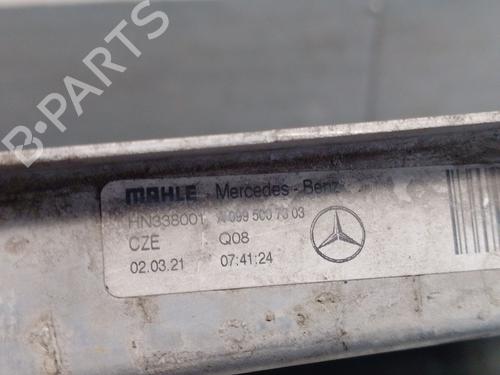 B-PARTS
MAHLE Mercedes-Benz
HN338001 A 099 500 73 03
CZE Q08
02.03.21 07:41:24